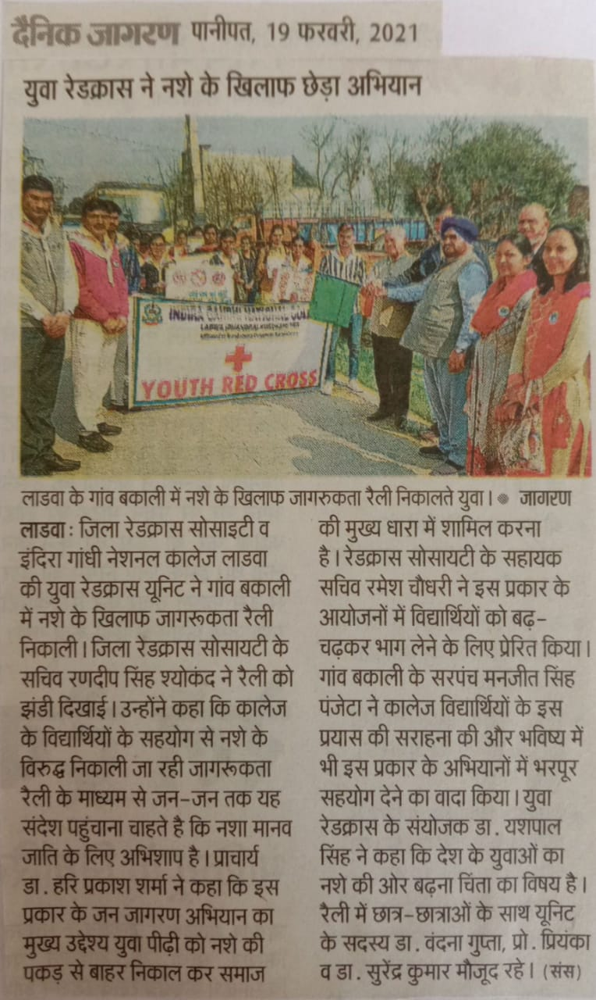 दैनिक जागरण पानीपत, 19 फरवरी, 2021
युवा रेडक्रास ने नशे के खिलाफ छेड़ा अभियान
INDIRA GANDHI NATIONAL COLL
YOUTH RED CROSS
लाडवा के गांव बकाली में नशे के खिलाफ जागरुकता रैली निकालते युवा। ● जागरण
लाडवा : जिला रेडक्रास सोसाइटी व
इंदिरा गांधी नेशनल कालेज लाडवा
की युवा रेडक्रास यूनिट ने गांव बकाली
में नशे के खिलाफ जागरूकता रैली
निकाली। जिला रेडक्रास सोसायटी के
सचिव रणदीप सिंह श्योकंद ने रैली को
झंडी दिखाई। उन्होंने कहा कि कालेज
के विद्यार्थियों के सहयोग से नशे के
विरुद्ध निकाली जा रही जागरूकता
रैली के माध्यम से जन-जन तक यह
संदेश पहुंचाना चाहते है कि नशा मानव
जाति के लिए अभिशाप है। प्राचार्य
डा. हरि प्रकाश शर्मा ने कहा कि इस
प्रकार के जन जागरण अभियान का
मुख्य उद्देश्य युवा पीढ़ी को नशे की
पकड़ से बाहर निकाल कर समाज
की मुख्य धारा में शामिल करना
है। रेडक्रास सोसायटी के सहायक
सचिव रमेश चौधरी ने इस प्रकार के
आयोजनों में विद्यार्थियों को बढ़-
चढ़कर भाग लेने के लिए प्रेरित किया।
गांव बकाली के सरपंच मनजीत सिंह
पंजेटा ने कालेज विद्यार्थियों के इस
प्रयास की सराहना की और भविष्य में
भी इस प्रकार के अभियानों में भरपूर
सहयोग देने का वादा किया। युवा
रेडक्रास के संयोजक डा. यशपाल
सिंह ने कहा कि देश के युवाओं का
नशे की ओर बढ़ना चिंता का विषय है।
रैली में छात्र-छात्राओं के साथ यूनिट
के सदस्य डा. वंदना गुप्ता, प्रो. प्रियंका
व डा. सुरेंद्र कुमार मौजूद रहे। (संस)